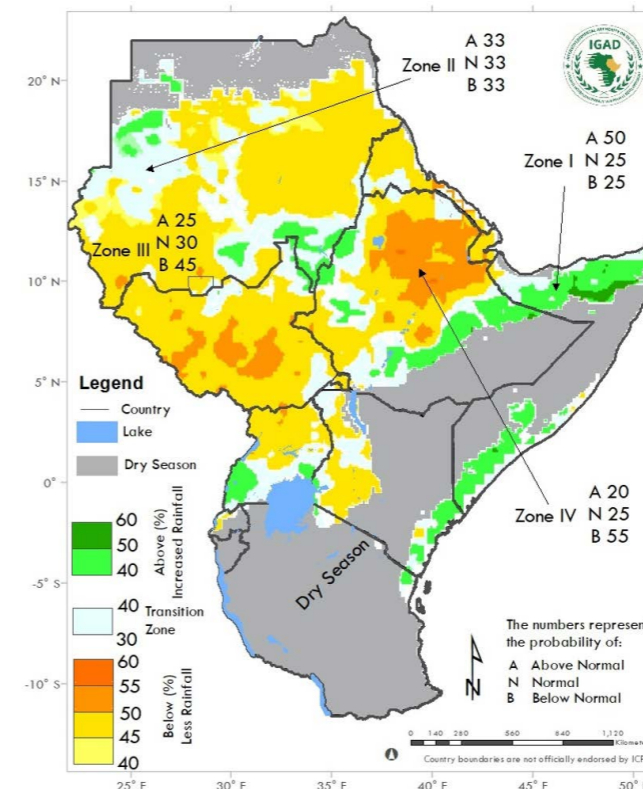 A 33
N 33
B 33
Zone II
IGAD
20° N
A 50
N 25
B 25
Zone I
15° N
A 25
N 30
B 45
Zone III
10° N
5° N
Legend
Country
Lake
Dry Season
0°
60
50
40
Above (%)
Increased Rainfall
40
30
Transition
Zone
60
55
50
45
40
Below (%)
Less Rainfall
A 20
N 25
B 55
Zone IV
Dry Season
-5° S
-10° S
The numbers represen
the probability of:
A Above Normal
N Normal
B Below Normal
N
0 140 280 560 840 1,120
Kilomete
Country boundaries are not officially endorsed by ICP
25° E 30° E 35° E 40° E 45° E 50°